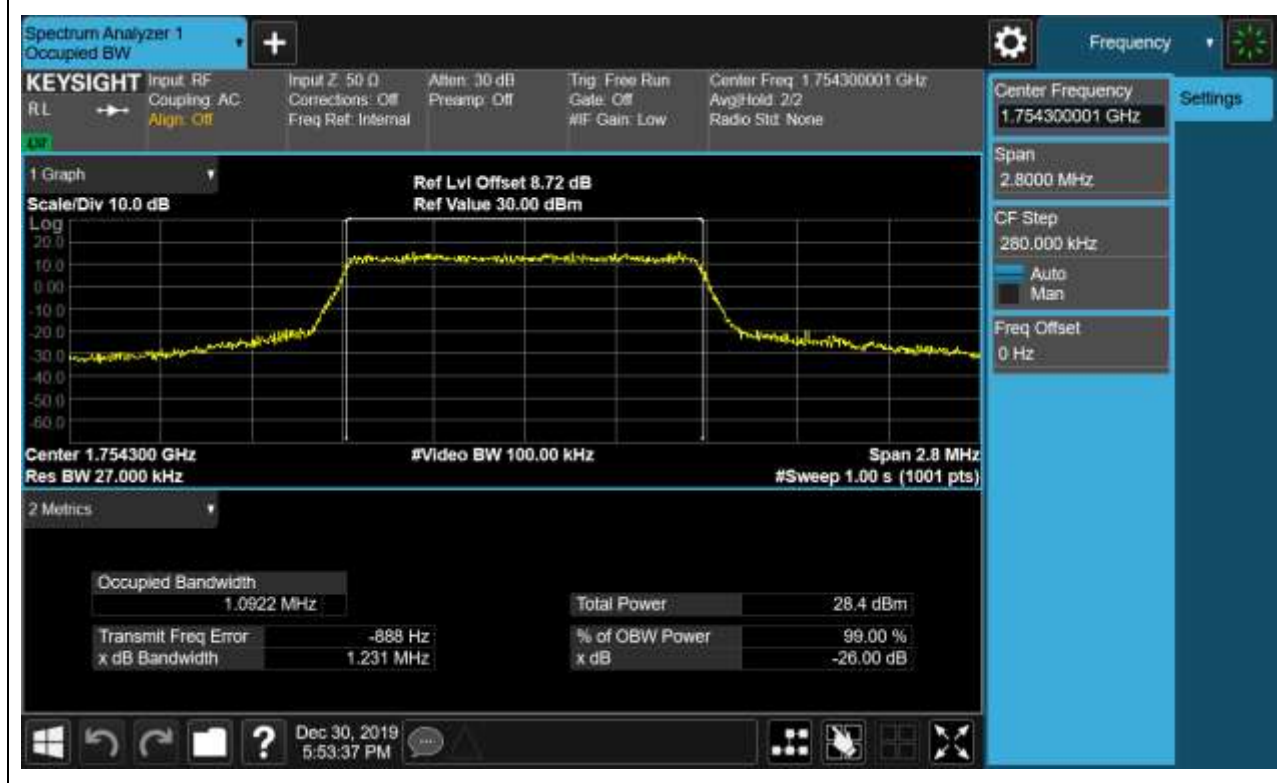 Spectrum Analyzer 1
Occupied BW
+
Frequency
KEYSIGHT
Input: RF
Input Z: 50 Ω
Atten: 30 dB
Trig: Free Run
Center Freq: 1.754300001 GHz
RL
Coupling: AC
Corrections: Off
Preamp: Off
Gate: Off
Avg|Hold: 2/2
Align: Off
Freq Ref: Internal
#IF Gain: Low
Radio Std: None
Center Frequency
1.754300001 GHz
Settings
Span
2.8000 MHz
CF Step
280.000 kHz
Auto
Man
Freq Offset
0 Hz
1 Graph
Ref Lvl Offset 8.72 dB
Scale/Div 10.0 dB
Ref Value 30.00 dBm
Log
20.0
10.0
0.00
-10.0
-20.0
-30.0
-40.0
-50.0
-60.0
Center 1.754300 GHz
#Video BW 100.00 kHz
Span 2.8 MHz
Res BW 27.000 kHz
#Sweep 1.00 s (1001 pts)
2 Metrics
Occupied Bandwidth
1.0922 MHz
Total Power
28.4 dBm
Transmit Freq Error
-888 Hz
% of OBW Power
99.00 %
x dB Bandwidth
1.231 MHz
x dB
-26.00 dB
?
Dec 30, 2019
5:53:37 PM